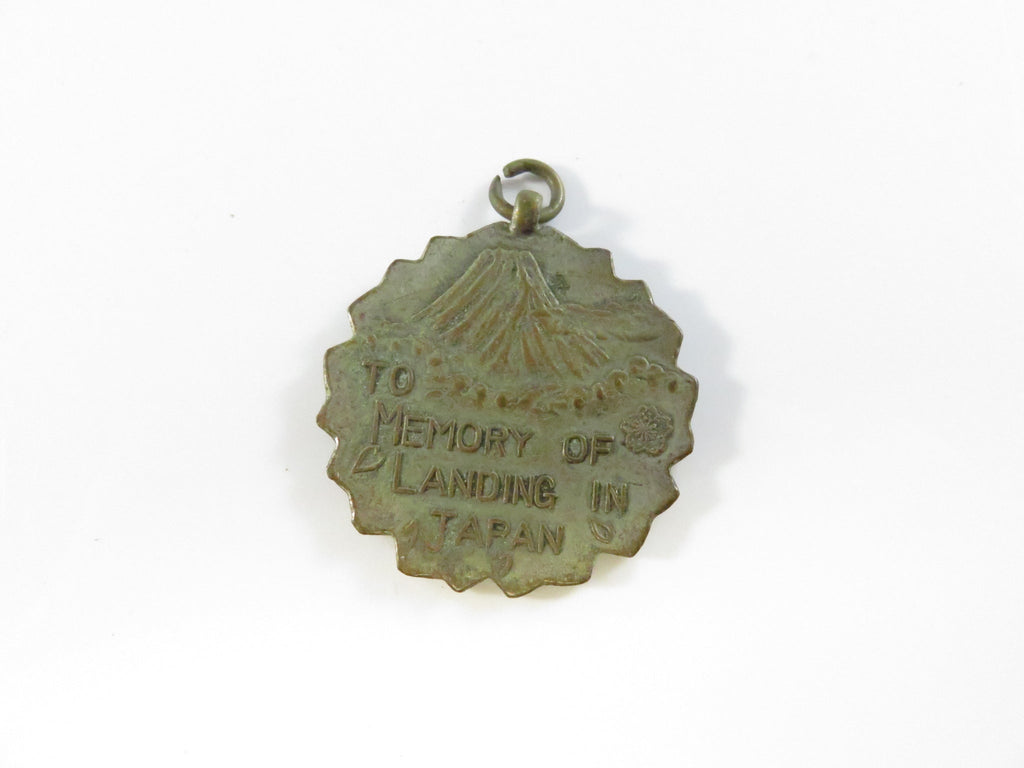 TO
MEMORY OF
LANDING IN
JAPAN